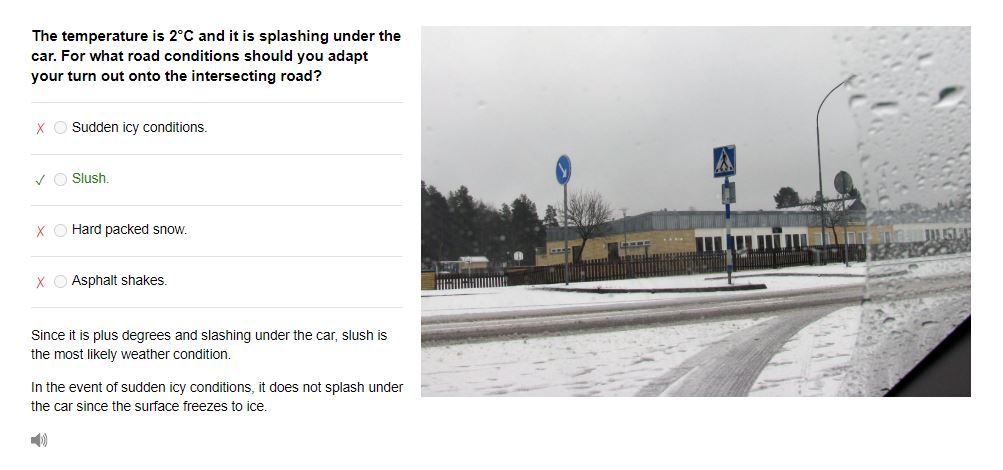 The temperature is 2°C and it is splashing under the
car. For what road conditions should you adapt
your turn out onto the intersecting road?
Sudden icy conditions.
Slush.
Hard packed snow.
Asphalt shakes.
Since it is plus degrees and slashing under the car, slush is
the most likely weather condition.
In the event of sudden icy conditions, it does not splash under
the car since the surface freezes to ice.